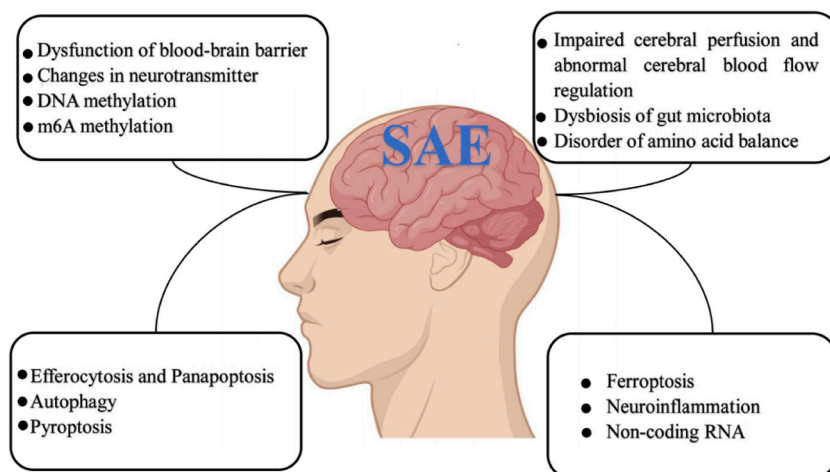 ● Dysfunction of blood-brain barrier
● Changes in neurotransmitter
● DNA methylation
● m6A methylation
● Impaired cerebral perfusion and
abnormal cerebral blood flow
regulation
● Dysbiosis of gut microbiota
● Disorder of amino acid balance
SAE
● Efferocytosis and Panapoptosis
● Autophagy
● Pyroptosis
● Ferroptosis
● Neuroinflammation
● Non-coding RNA